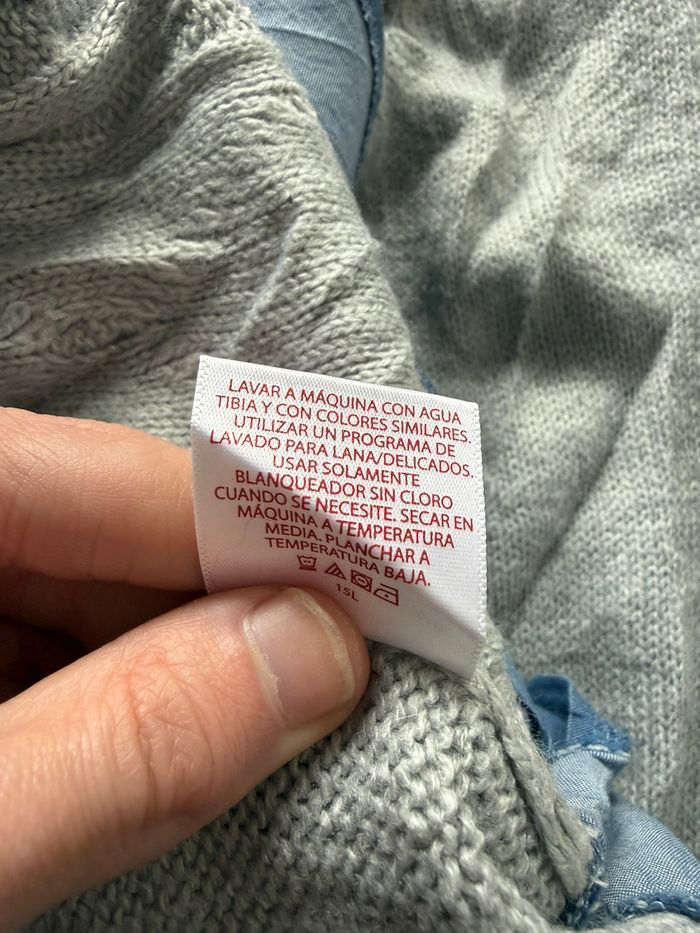 LAVAR A MÁQUINA CON AGUA
TIBIA Y CON COLORES SIMILARES.
UTILIZAR UN PROGRAMA DE
LAVADO PARA LANA/DELICADOS.
USAR SOLAMENTE
BLANQUEADOR SIN CLORO
CUANDO SE NECESITE. SECAR EN
MÁQUINA A TEMPERATURA
MEDIA. PLANCHAR A
TEMPERATURA BAJA.
15L